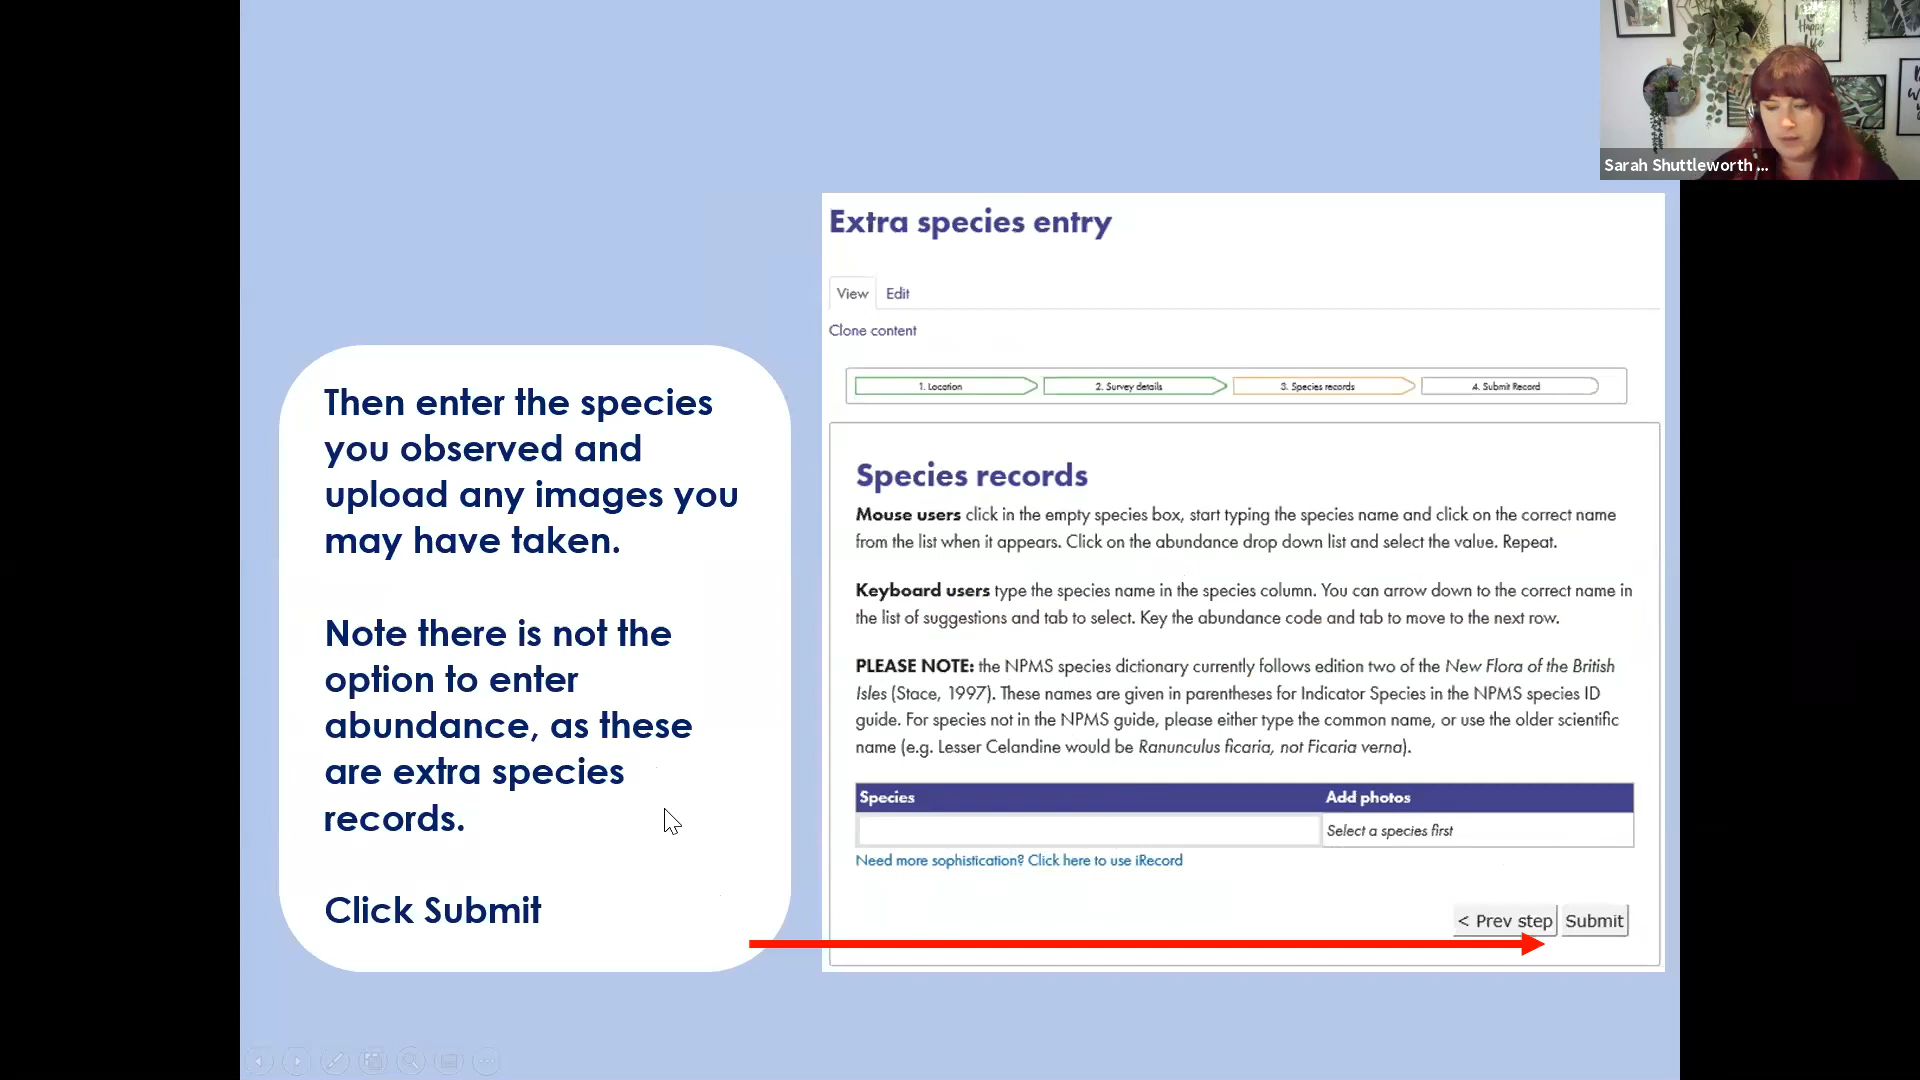 Then enter the species
you observed and
upload any images you
may have taken.
Note there is not the
option to enter
abundance, as these
are extra species
records.
Click Submit
Extra species entry
View Edit
Clone content
1. Location 2. Survey details 3. Species records 4. Submit Record
Species records
Mouse users click in the empty species box, start typing the species name and click on the correct name
from the list when it appears. Click on the abundance drop down list and select the value. Repeat.
Keyboard users type the species name in the species column. You can arrow down to the correct name in
the list of suggestions and tab to select. Key the abundance code and tab to move to the next row.
PLEASE NOTE: the NPMS species dictionary currently follows edition two of the New Flora of the British
Isles (Stace, 1997). These names are given in parentheses for Indicator Species in the NPMS species ID
guide. For species not in the NPMS guide, please either type the common name, or use the older scientific
name (e.g. Lesser Celandine would be Ranunculus ficaria, not Ficaria verna).
Species Add photos
Select a species first
Need more sophistication? Click here to use iRecord
< Prev step Submit
Sarah Shuttleworth ...